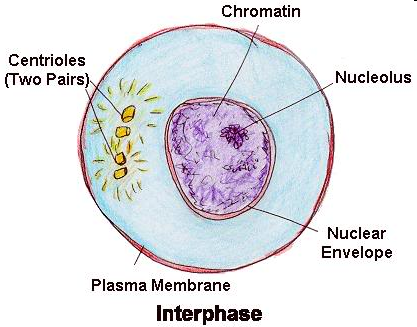 Chromatin
Centrioles
(Two Pairs)
Nucleolus
Nuclear
Envelope
Plasma Membrane
Interphase